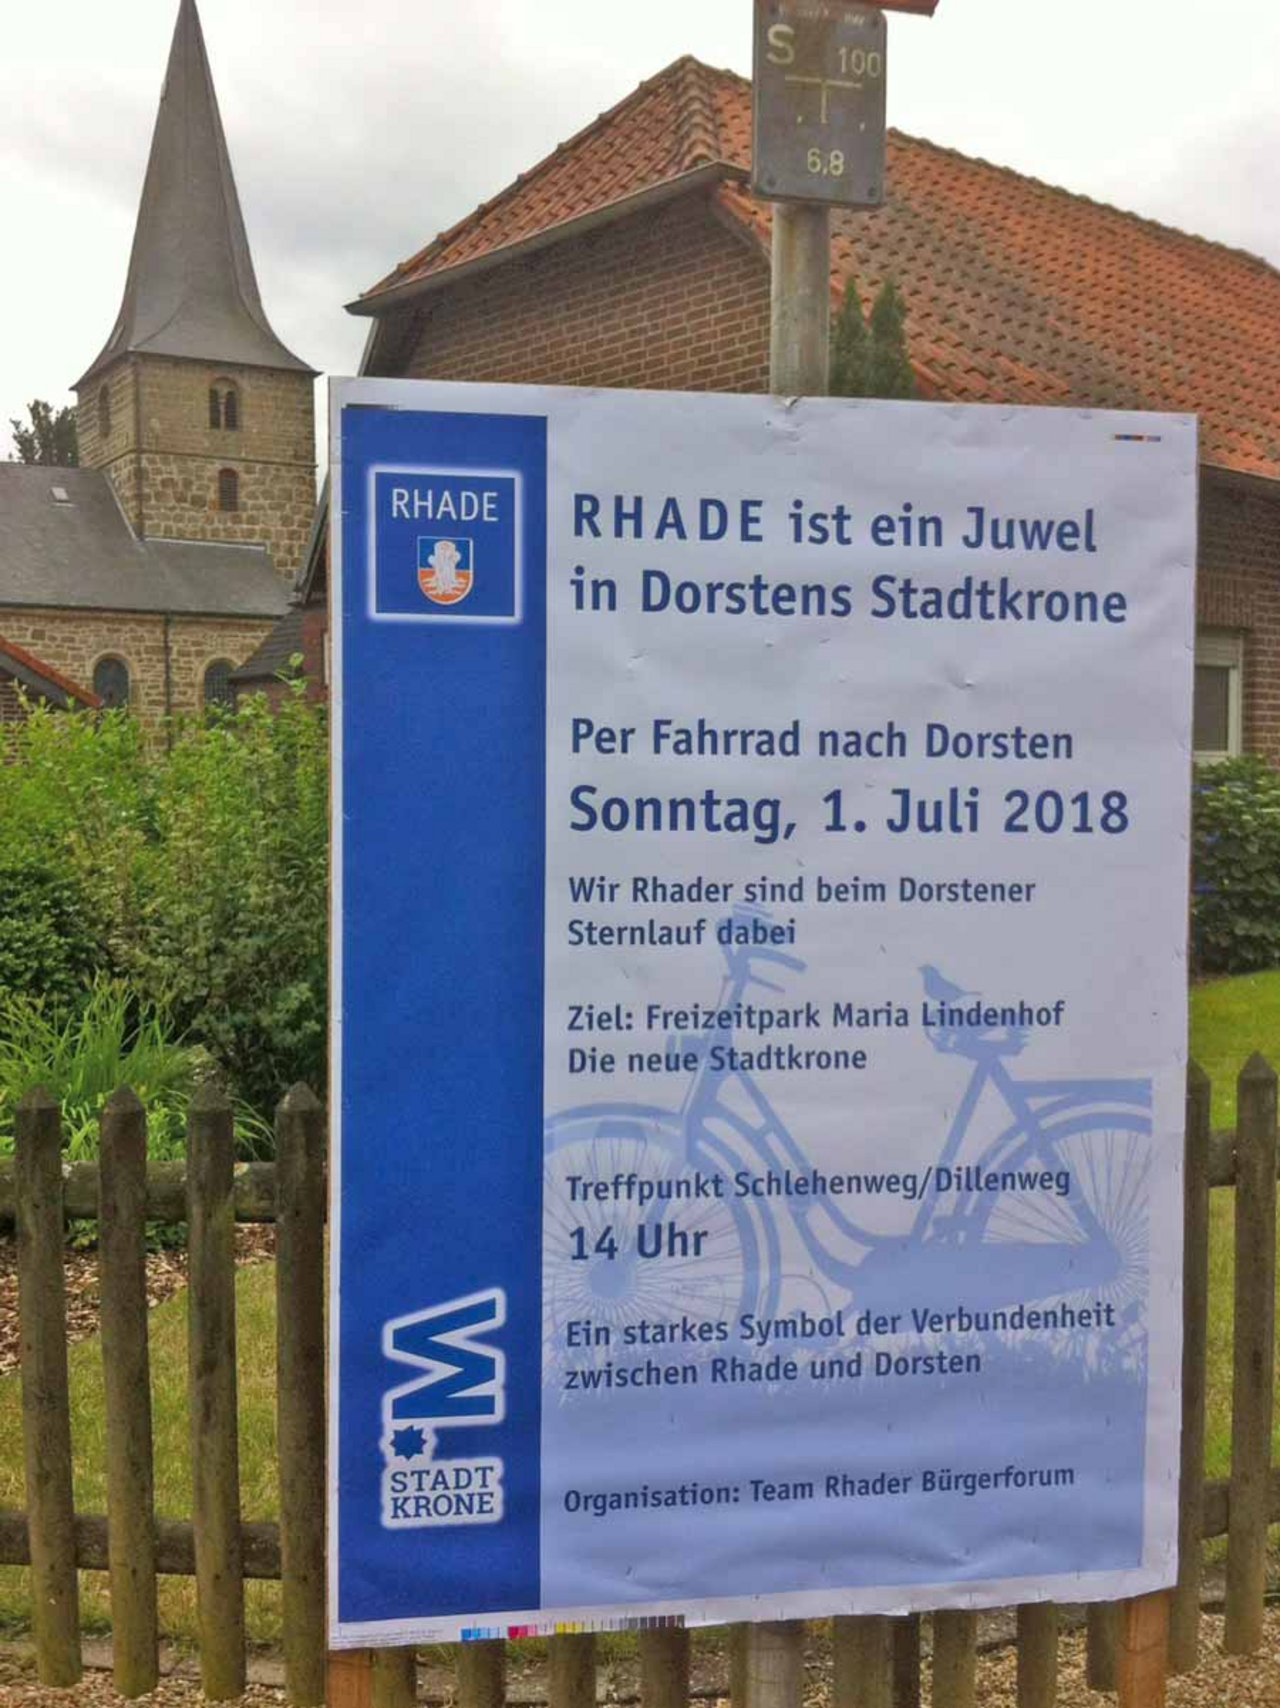 S 100
6,8
RHADE
RHADE ist ein Juwel
in Dorstens Stadtkrone
Per Fahrrad nach Dorsten
Sonntag, 1. Juli 2018
Wir Rhader sind beim Dorstener
Sternlauf dabei
Ziel: Freizeitpark Maria Lindenhof
Die neue Stadtkrone
Treffpunkt Schlehenweg/Dillenweg
14 Uhr
Ein starkes Symbol der Verbundenheit
zwischen Rhade und Dorsten
Organisation: Team Rhader Bürgerforum
STADT
KRONE